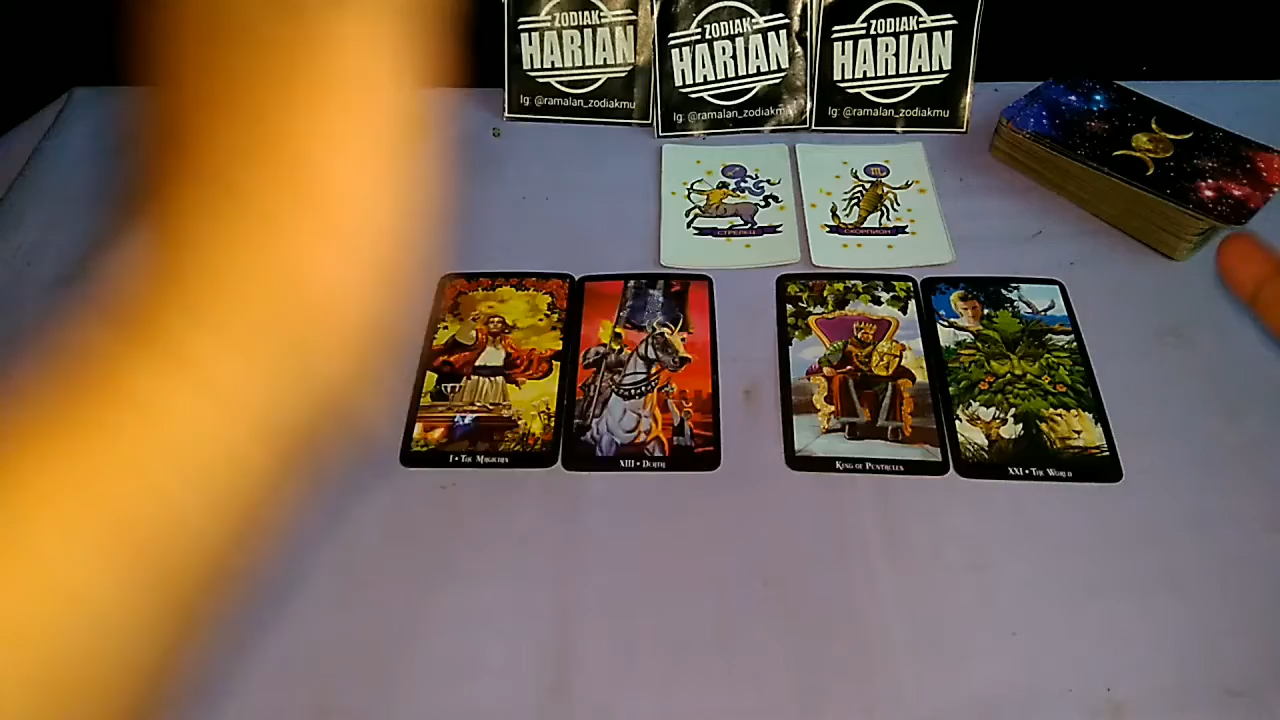 ZODIAK
HARIAN
Ig: @ramalan_zodiakmu
ZODIAK
HARIAN
Ig: @ramalan_zodiakmu
ZODIAK
HARIAN
Ig: @ramalan_zodiakmu
СТРЕЛЕЦ
СКОРПИОН
I • The Magician
XIII • Death
King of Pentacles
XXI • The World